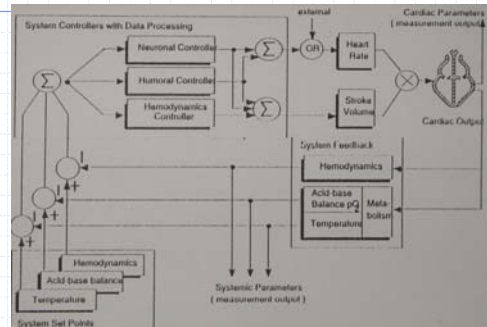 System Controllers with Data Processing
external
Cardiac Parameters
( measurement output )
Neuronal Controller
Humoral Controller
Hemodynamics
Controller
Σ
Σ
Σ
OR
Heart
Rate
Stroke
Volume
×
Cardiac Output
System Feedback
Hemodynamics
Acid-base
Balance pO2
Temperature
Meta-
bolism
-
-
-
+
+
+
Hemodynamics
Acid-base balance
Temperature
System Set Points
Systemic Parameters
( measurement output )